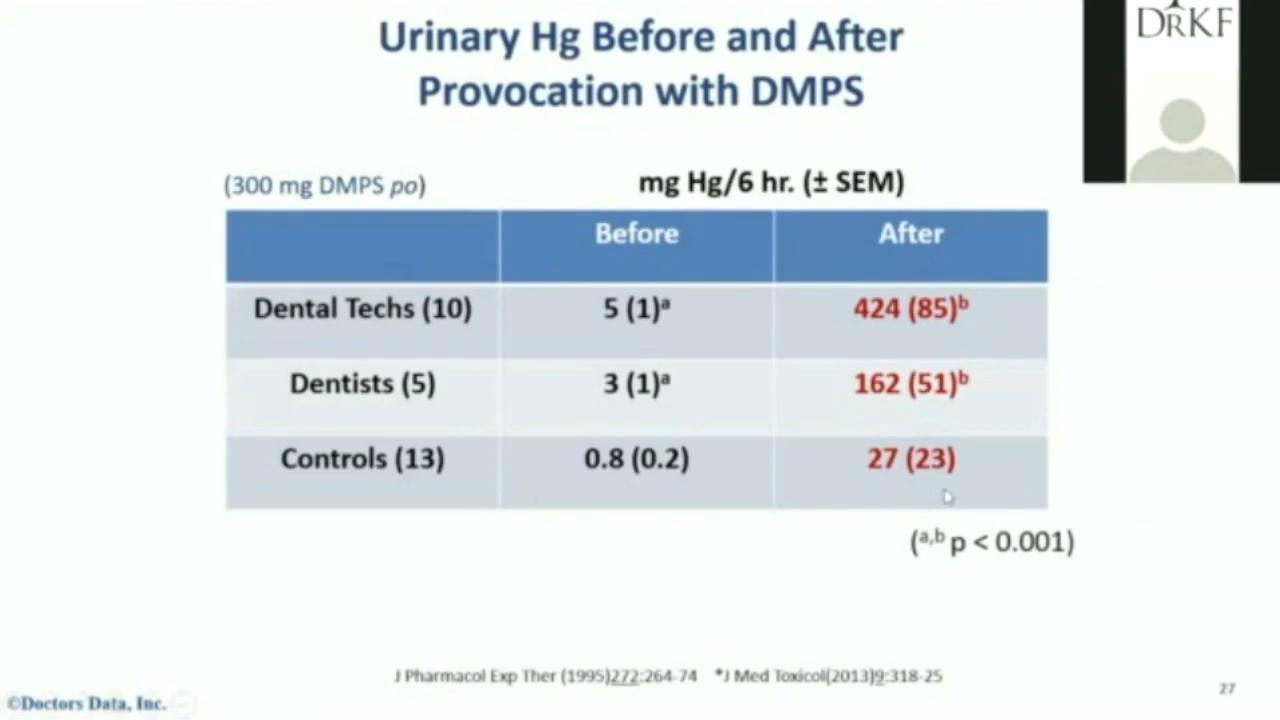 DRKF
Urinary Hg Before and After
Provocation with DMPS
(300 mg DMPS po) mg Hg/6 hr. (± SEM)
Before After
Dental Techs (10) 5 (1)ᵃ 424 (85)ᵇ
Dentists (5) 3 (1)ᵃ 162 (51)ᵇ
Controls (13) 0.8 (0.2) 27 (23)
(ᵃ,ᵇ p < 0.001)
J Pharmacol Exp Ther (1995)272:264-74 *J Med Toxicol(2013)9:318-25
©Doctors Data, Inc. 27